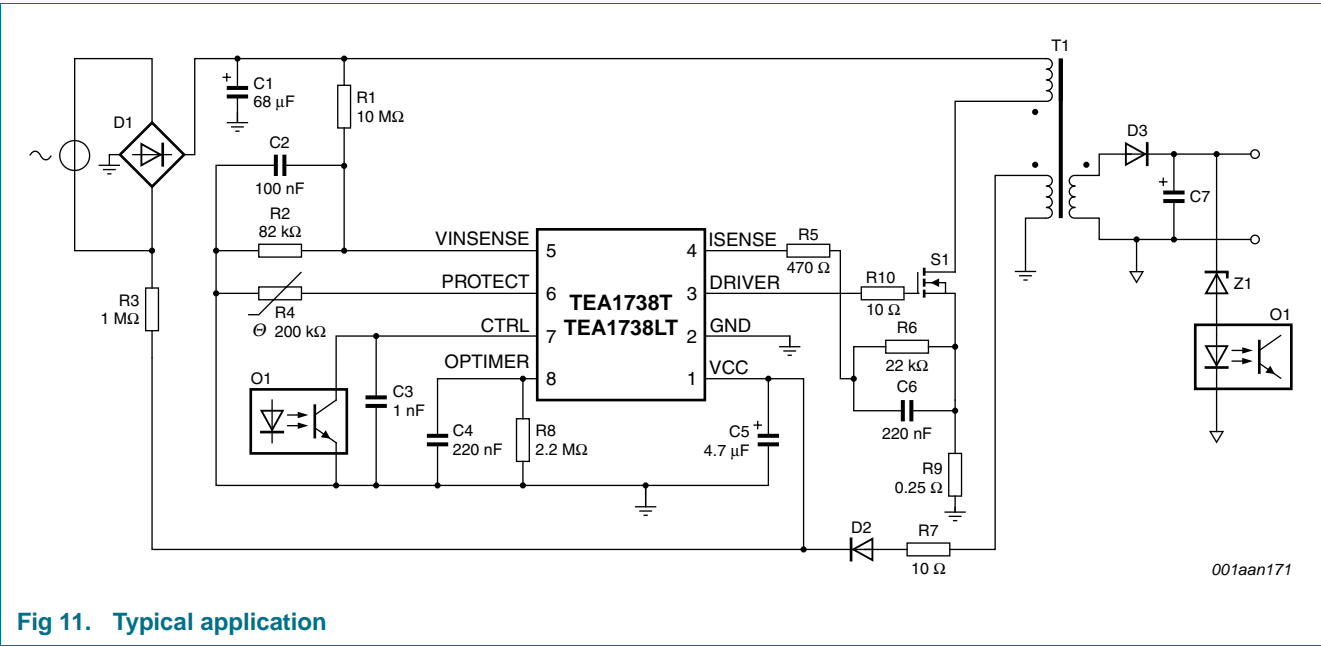 T1
C1
68 μF
R1
10 MΩ
D1
D3
C2
100 nF
C7
R2
82 kΩ
VINSENSE
5
4
ISENSE
R5
470 Ω
S1
PROTECT
6
3
DRIVER
R10
10 Ω
Z1
R3
1 MΩ
R4
Θ 200 kΩ
TEA1738T
TEA1738LT
CTRL
7
2
GND
R6
22 kΩ
O1
OPTIMER
8
1
VCC
O1
C3
1 nF
C6
220 nF
C4
220 nF
R8
2.2 MΩ
C5
4.7 μF
R9
0.25 Ω
D2
R7
10 Ω
001aan171
Fig 11. Typical application